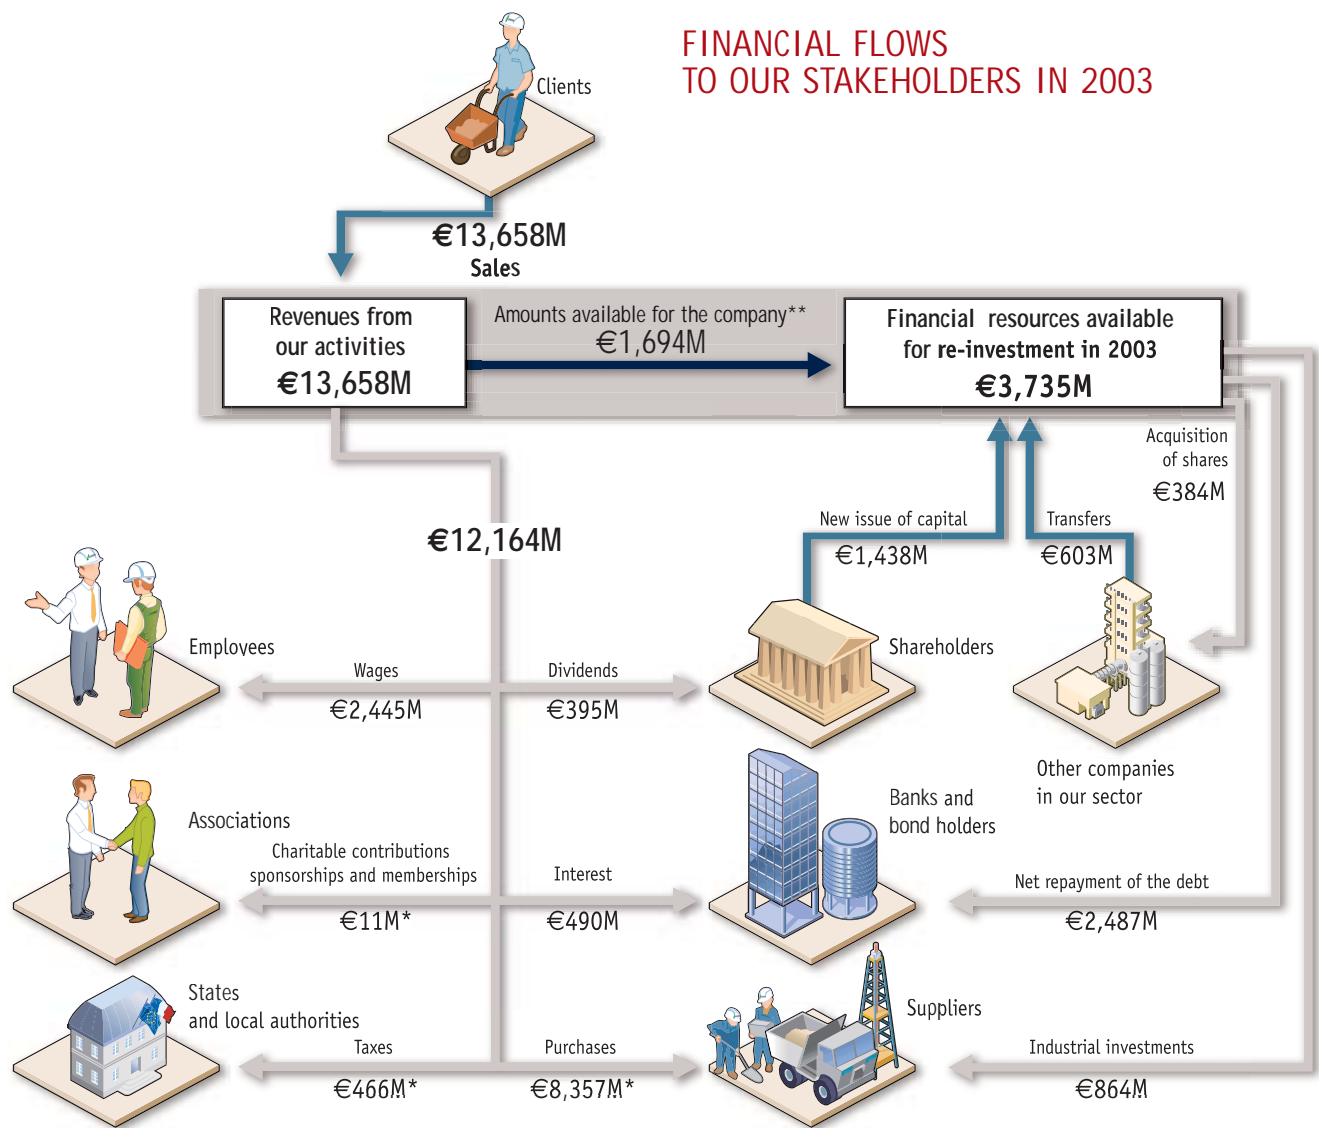 FINANCIAL FLOWS
TO OUR STAKEHOLDERS IN 2003
Clients
€13,658M
Sales
Revenues from
our activities
€13,658M
Amounts available for the company**
€1,694M
Financial resources available
for re-investment in 2003
€3,735M
Acquisition
of shares
€384M
New issue of capital
€1,438M
Transfers
€603M
€12,164M
Employees
Wages
€2,445M
Dividends
€395M
Shareholders
Other companies
in our sector
Associations
Charitable contributions
sponsorships and memberships
€11M*
Interest
€490M
Banks and
bond holders
Net repayment of the debt
€2,487M
States
and local authorities
Taxes
€466M*
Purchases
€8,357M*
Suppliers
Industrial investments
€864M